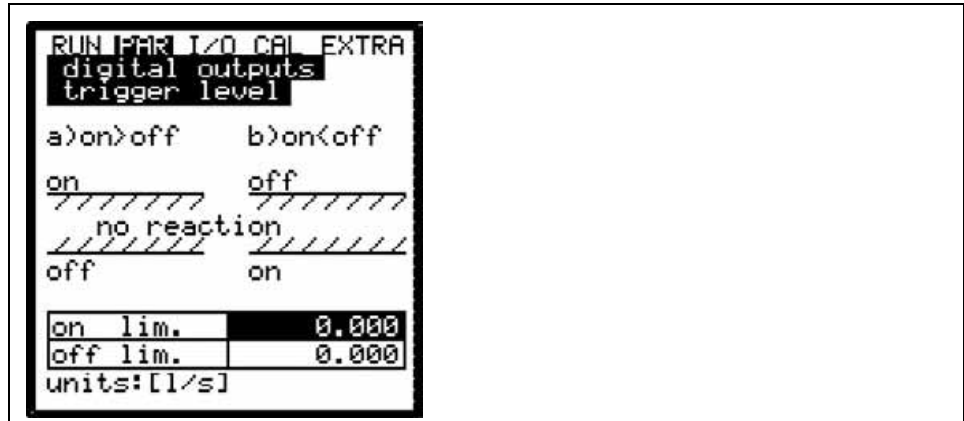 RUN PAR I/O CAL EXTRA
digital outputs
trigger level
a)on>off b)on<off
on off
no reaction
off on
on lim. 0.000
off lim. 0.000
units:[l/s]